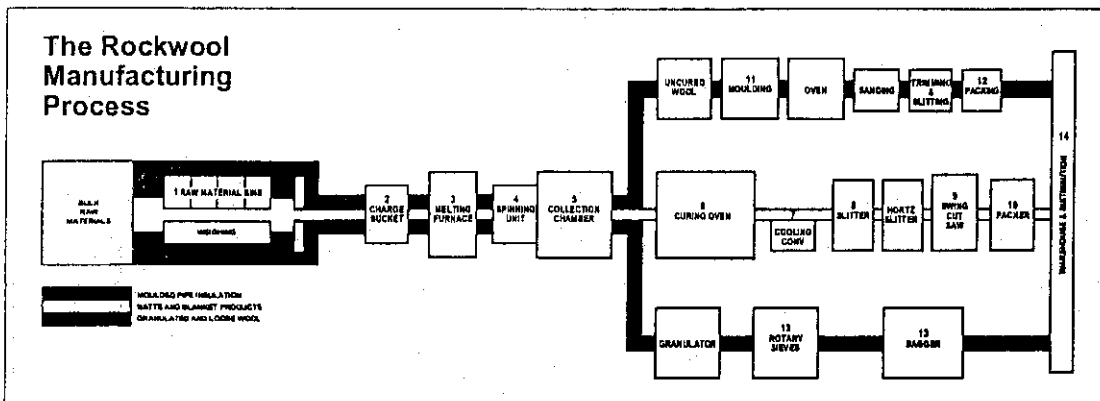 The Rockwool
Manufacturing
Process
BULK
RAW
MATERIALS
1 RAW MATERIAL BINS
WEIGHING
2
CHARGE
BUCKET
3
MELTING
FURNACE
4
SPINNING
UNIT
5
COLLECTION
CHAMBER
UNCURED
WOOL
11
MOULDING
OVEN
SANDING
TRIMMING
&
SLITTING
12
PACKING
6
CURING OVEN
7
COOLING
CONV
8
SLITTER
HORTZ
SLITTER
9
SWING
CUT
SAW
10
PACKER
GRANULATOR
13
ROTARY
SIEVES
13
BAGGER
14
WAREHOUSE & DISTRIBUTION
MOULDED PIPE INSULATION
BATTS AND BLANKET PRODUCTS
GRANULATED AND LOOSE WOOL